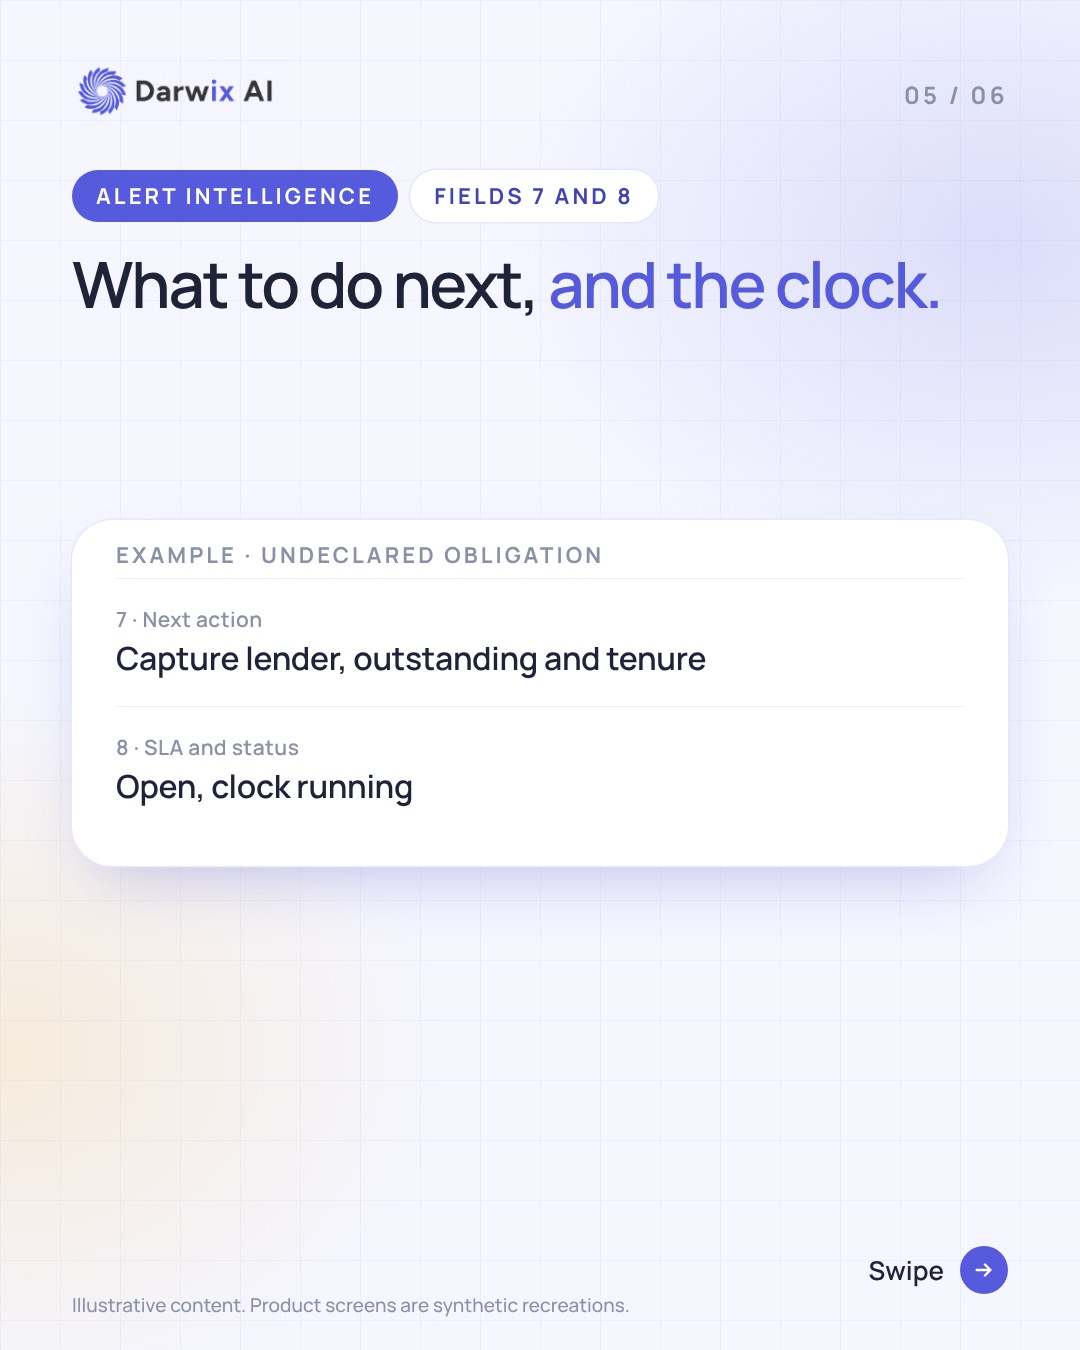 Darwix AI
05 / 06
ALERT INTELLIGENCE
FIELDS 7 AND 8
What to do next, and the clock.
EXAMPLE · UNDECLARED OBLIGATION
7 · Next action
Capture lender, outstanding and tenure
8 · SLA and status
Open, clock running
Swipe
Illustrative content. Product screens are synthetic recreations.